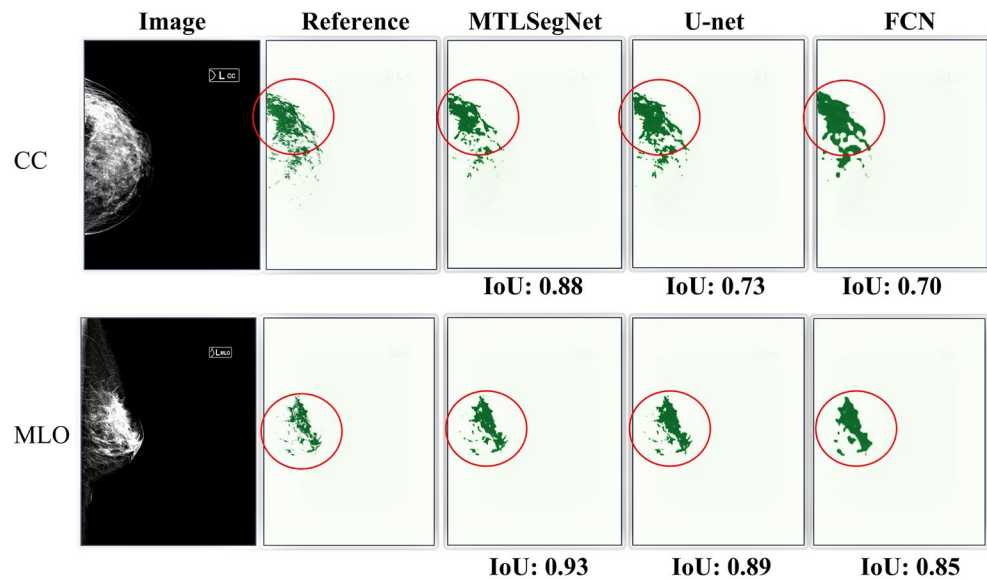 Image Reference MTLSegNet U-net FCN
L CC
CC
IoU: 0.88 IoU: 0.73 IoU: 0.70
L MLO
MLO
IoU: 0.93 IoU: 0.89 IoU: 0.85